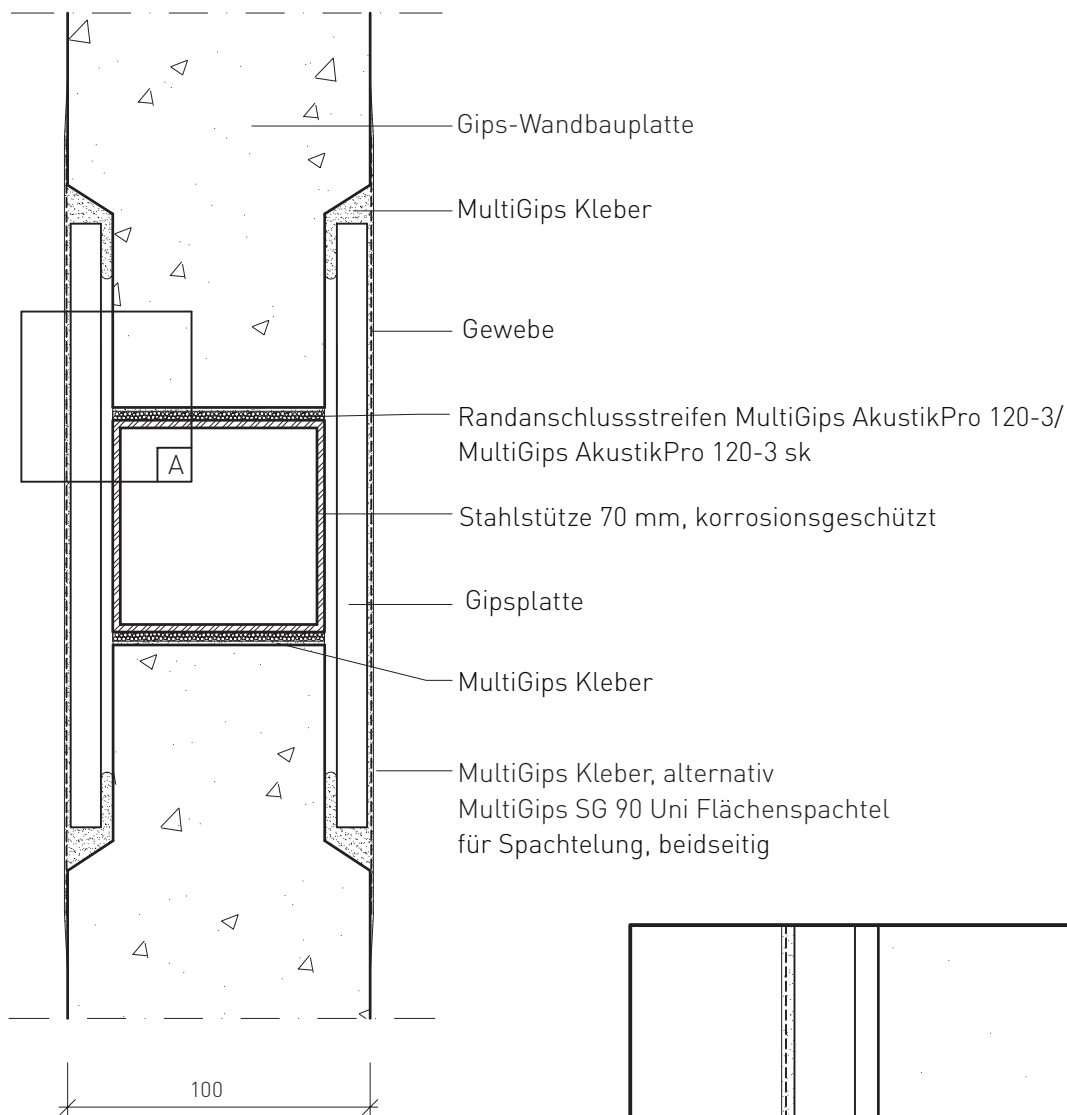 Gips-Wandbauplatte
MultiGips Kleber
Gewebe
Randanschlussstreifen MultiGips AkustikPro 120-3/
MultiGips AkustikPro 120-3 sk
A
Stahlstütze 70 mm, korrosionsgeschützt
Gipsplatte
MultiGips Kleber
MultiGips Kleber, alternativ
MultiGips SG 90 Uni Flächenspachtel
für Spachtelung, beidseitig
100